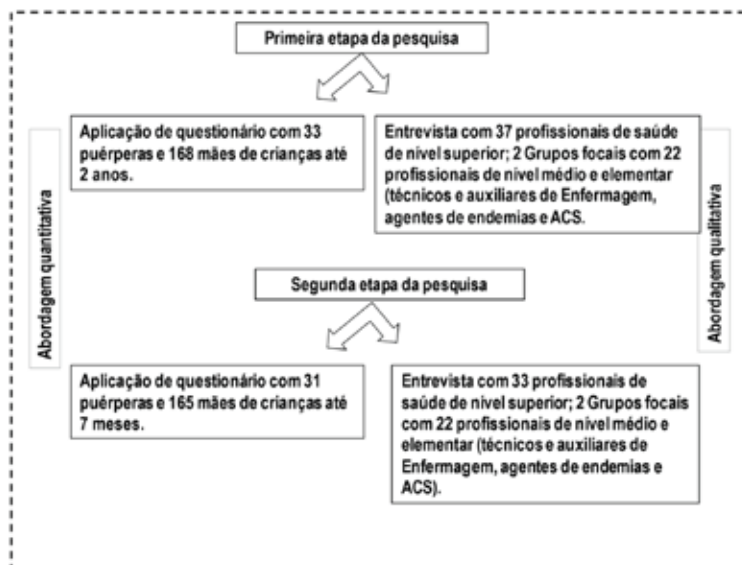 Primeira etapa da pesquisa
Abordagem quantitativa
Aplicação de questionário com 33
puérperas e 168 mães de crianças até
2 anos.
Entrevista com 37 profissionais de saúde
de nível superior; 2 Grupos focais com 22
profissionais de nível médio e elementar
(técnicos e auxiliares de Enfermagem,
agentes de endemias e ACS.
Abordagem qualitativa
Segunda etapa da pesquisa
Aplicação de questionário com 31
puérperas e 165 mães de crianças até
7 meses.
Entrevista com 33 profissionais de
saúde de nível superior; 2 Grupos focais
com 22 profissionais de nível médio e
elementar (técnicos e auxiliares de
Enfermagem, agentes de endemias e
ACS).